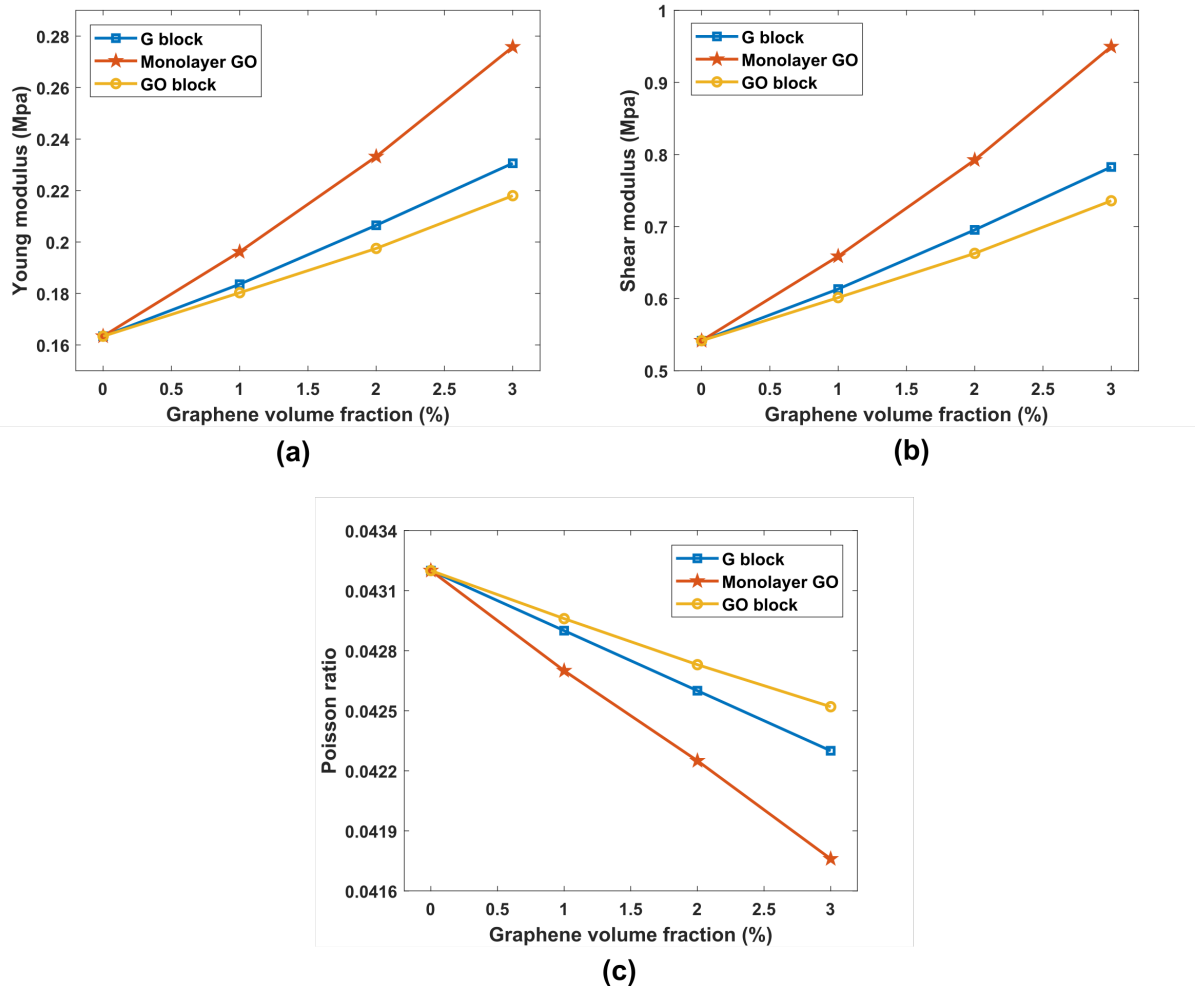 0.28
0.26
0.24
0.22
0.2
0.18
0.16
Young modulus (Mpa)
G block
Monolayer GO
GO block
0 0.5 1 1.5 2 2.5 3
Graphene volume fraction (%)
(a)
1
0.9
0.8
0.7
0.6
0.5
Shear modulus (Mpa)
G block
Monolayer GO
GO block
0 0.5 1 1.5 2 2.5 3
Graphene volume fraction (%)
(b)
0.0434
0.0431
0.0428
0.0425
0.0422
0.0419
0.0416
Poisson ratio
G block
Monolayer GO
GO block
0 0.5 1 1.5 2 2.5 3
Graphene volume fraction (%)
(c)